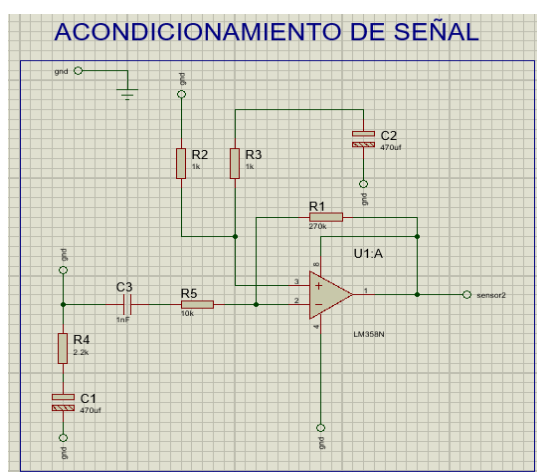 ACONDICIONAMIENTO DE SEÑAL
gnd
gnd
C2
470uf
R2
1k
R3
1k
gnd
R1
270k
gnd
U1:A
8
C3
1nF
R5
10k
3
2
1
sensor2
4
LM358N
R4
2.2k
C1
470uf
gnd
gnd